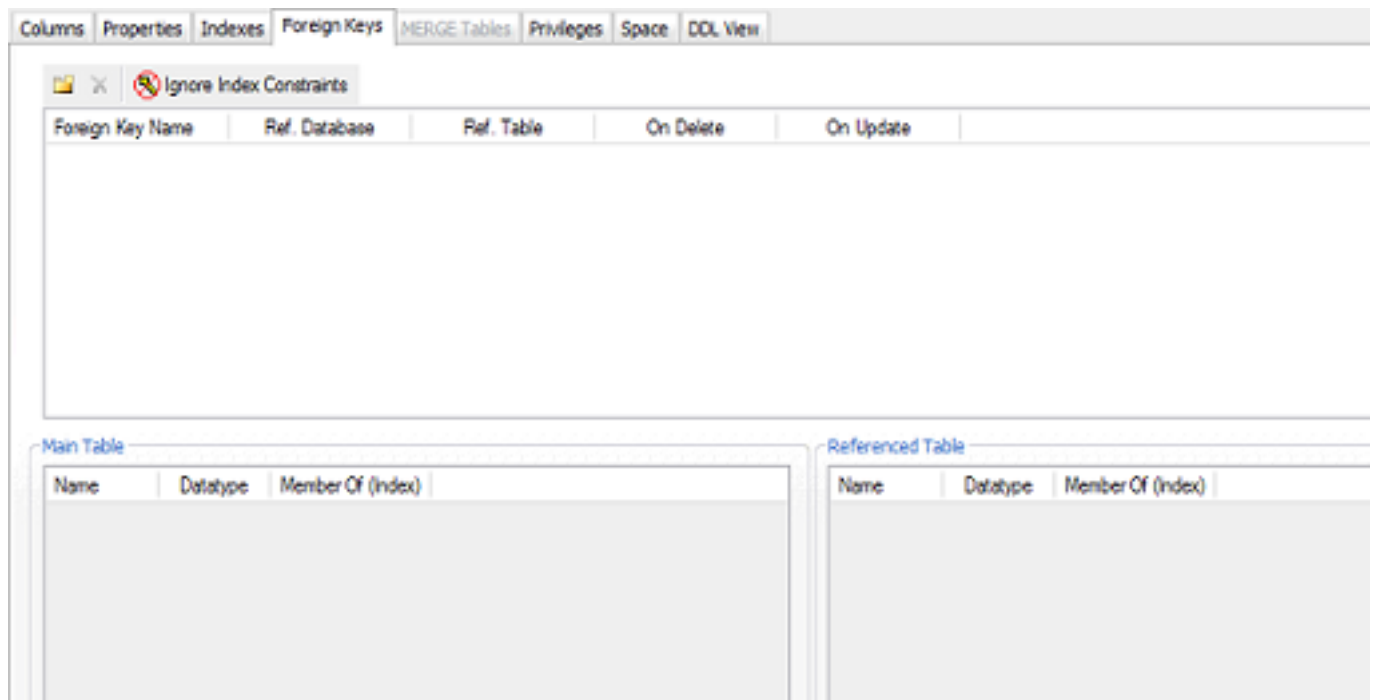 Columns Properties Indexes Foreign Keys MERGE Tables Privileges Space DDL View
Ignore Index Constraints
Foreign Key Name Ref. Database Ref. Table On Delete On Update
Main Table Referenced Table
Name Datatype Member Of (Index) Name Datatype Member Of (Index)